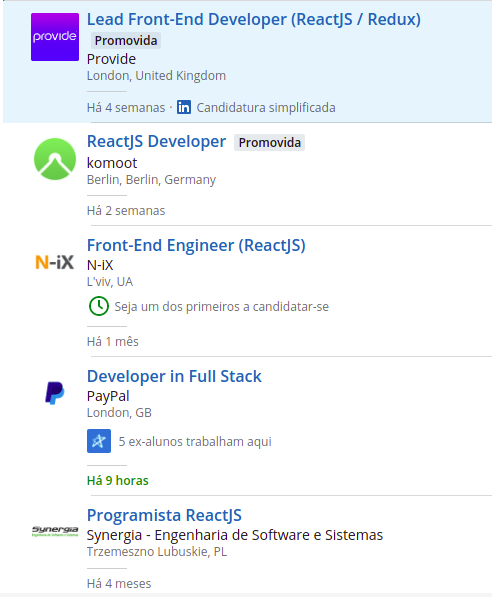 Lead Front-End Developer (ReactJS / Redux)
provide
Promovida
Provide
London, United Kingdom
Há 4 semanas · in Candidatura simplificada
ReactJS Developer Promovida
komoot
Berlin, Berlin, Germany
Há 2 semanas
Front-End Engineer (ReactJS)
N-iX
N-iX
L'viv, UA
Seja um dos primeiros a candidatar-se
Há 1 mês
Developer in Full Stack
PayPal
London, GB
5 ex-alunos trabalham aqui
Há 9 horas
Programista ReactJS
Synergia
Synergia - Engenharia de Software e Sistemas
Trzemeszno Lubuskie, PL
Há 4 meses